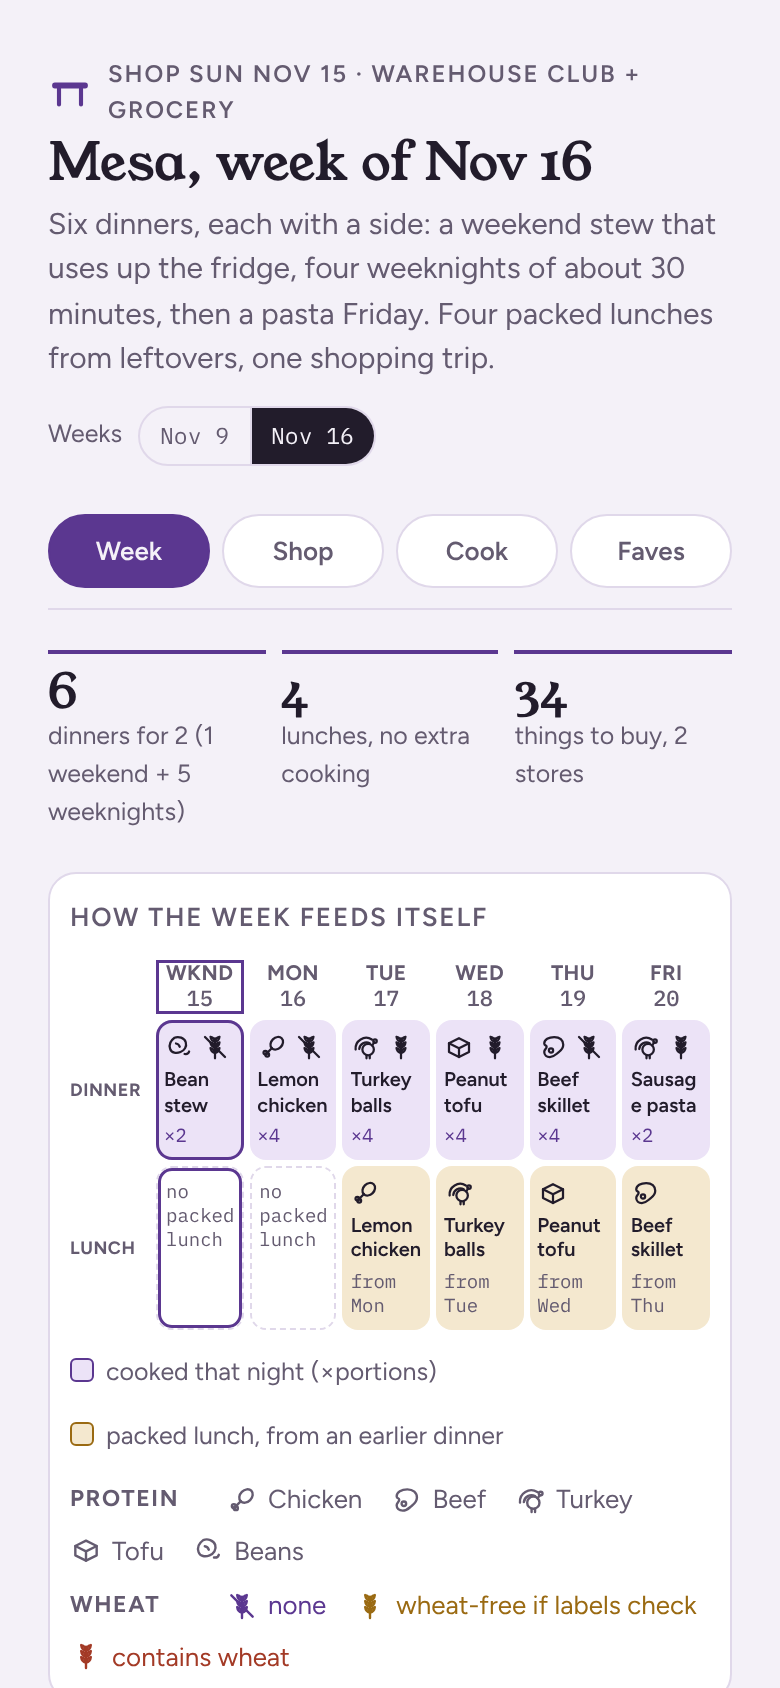 SHOP SUN NOV 15 · WAREHOUSE CLUB +
GROCERY
Mesa, week of Nov 16
Six dinners, each with a side: a weekend stew that
uses up the fridge, four weeknights of about 30
minutes, then a pasta Friday. Four packed lunches
from leftovers, one shopping trip.
Weeks
Nov 9
Nov 16
Week
Shop
Cook
Faves
6
dinners for 2 (1
weekend + 5
weeknights)
4
lunches, no extra
cooking
34
things to buy, 2
stores
HOW THE WEEK FEEDS ITSELF
WKND
15
MON
16
TUE
17
WED
18
THU
19
FRI
20
DINNER
Bean
stew
×2
Lemon
chicken
×4
Turkey
balls
×4
Peanut
tofu
×4
Beef
skillet
×4
Sausag
e pasta
×2
LUNCH
no
packed
lunch
no
packed
lunch
Lemon
chicken
from
Mon
Turkey
balls
from
Tue
Peanut
tofu
from
Wed
Beef
skillet
from
Thu
cooked that night (×portions)
packed lunch, from an earlier dinner
PROTEIN
Chicken
Beef
Turkey
Tofu
Beans
WHEAT
none
wheat-free if labels check
contains wheat